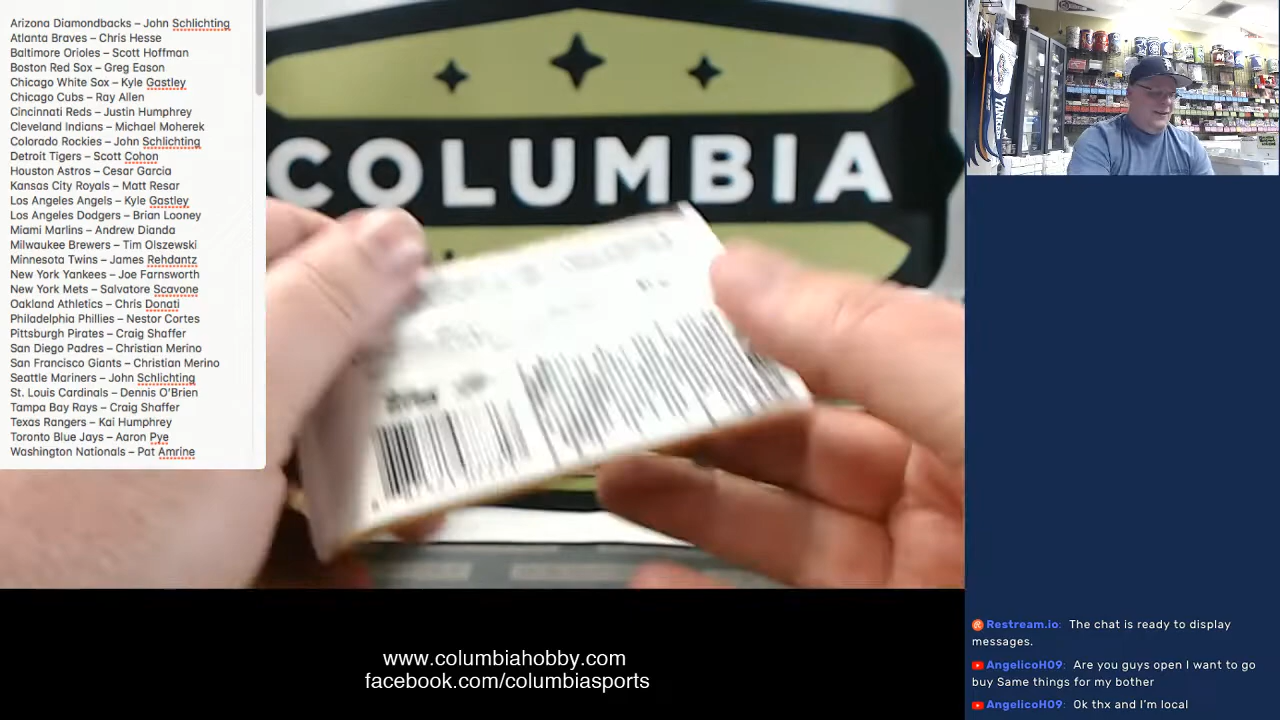 Arizona Diamondbacks – John Schlichting
Atlanta Braves – Chris Hesse
Baltimore Orioles – Scott Hoffman
Boston Red Sox – Greg Eason
Chicago White Sox – Kyle Gastley
Chicago Cubs – Ray Allen
Cincinnati Reds – Justin Humphrey
Cleveland Indians – Michael Moherek
Colorado Rockies – John Schlichting
Detroit Tigers – Scott Cohon
Houston Astros – Cesar Garcia
Kansas City Royals – Matt Resar
Los Angeles Angels – Kyle Gastley
Los Angeles Dodgers – Brian Looney
Miami Marlins – Andrew Dianda
Milwaukee Brewers – Tim Olszewski
Minnesota Twins – James Rehdantz
New York Yankees – Joe Farnsworth
New York Mets – Salvatore Scavone
Oakland Athletics – Chris Donati
Philadelphia Phillies – Nestor Cortes
Pittsburgh Pirates – Craig Shaffer
San Diego Padres – Christian Merino
San Francisco Giants – Christian Merino
Seattle Mariners – John Schlichting
St. Louis Cardinals – Dennis O'Brien
Tampa Bay Rays – Craig Shaffer
Texas Rangers – Kai Humphrey
Toronto Blue Jays – Aaron Pye
Washington Nationals – Pat Amrine
COLUMBIA
www.columbiahobby.com
facebook.com/columbiasports
Restream.io: The chat is ready to display
messages.
AngelicoH09: Are you guys open I want to go
buy Same things for my bother
AngelicoH09: Ok thx and I'm local